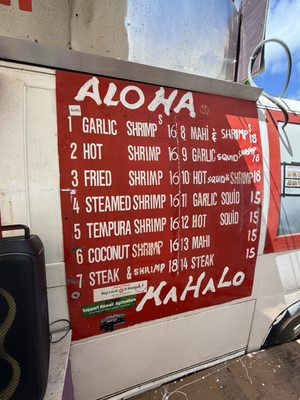 ALOHA
1 GARLIC SHRIMP $16
2 HOT SHRIMP 16
3 FRIED SHRIMP 16
4 STEAMED SHRIMP 16
5 TEMPURA SHRIMP 16
6 COCONUT SHRIMP 16
7 STEAK & SHRIMP 18
8 MAHI & SHRIMP $18
9 GARLIC SQUID SHRIMP 16
10 HOT SQUID & SHRIMP
11 GARLIC SQUID 15
12 HOT SQUID 15
13 MAHI 15
14 STEAK 15
MAHALO
Support Hawaii Agriculture